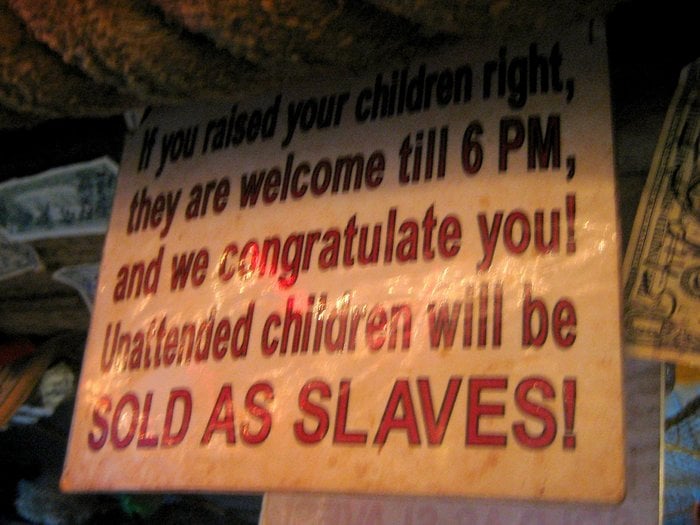 If you raised your children right,
they are welcome till 6 PM,
and we congratulate you!
Unattended children will be
SOLD AS SLAVES!